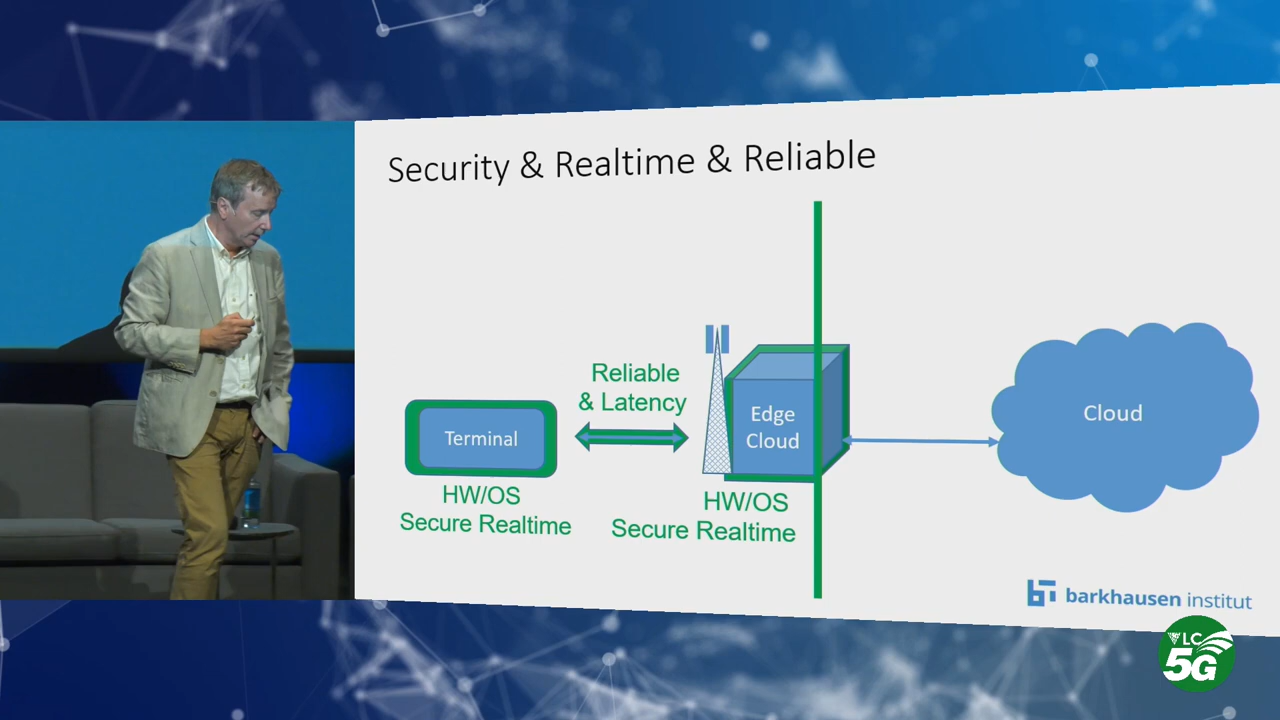 Security & Realtime & Reliable
Reliable
& Latency
Terminal
Edge
Cloud
Cloud
HW/OS
Secure Realtime
HW/OS
Secure Realtime
barkhausen institut
VLC
5G